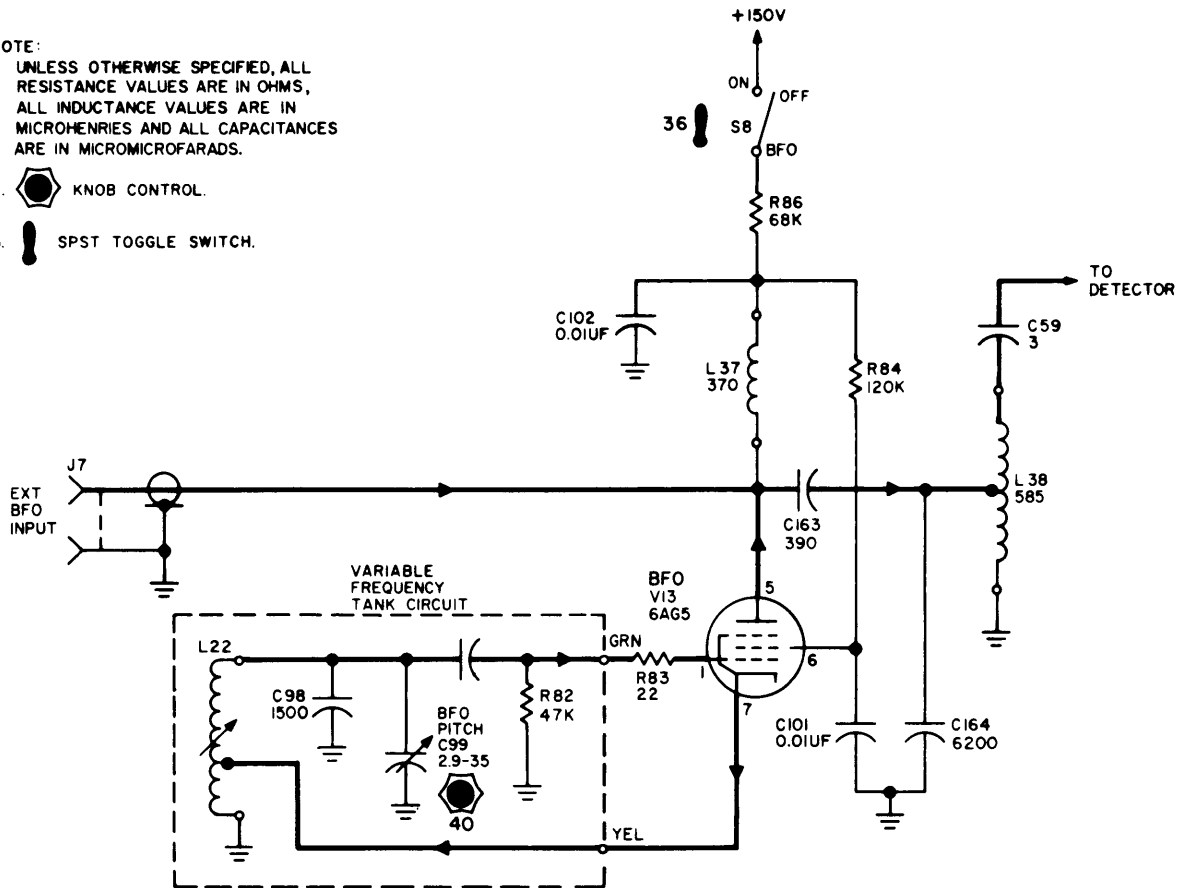 +150V
OTE:
UNLESS OTHERWISE SPECIFIED, ALL
RESISTANCE VALUES ARE IN OHMS,
ALL INDUCTANCE VALUES ARE IN
MICROHENRIES AND ALL CAPACITANCES
ARE IN MICROMICROFARADS.
KNOB CONTROL.
SPST TOGGLE SWITCH.
ON
OFF
36
S8
BFO
R86
68K
TO
DETECTOR
C102
0.01UF
C59
3
L37
370
R84
120K
J7
EXT
BFO
INPUT
L38
585
C163
390
VARIABLE
FREQUENCY
TANK CIRCUIT
BFO
V13
6AG5
5
L22
GRN
1
6
R83
22
7
C98
1500
R82
47K
BFO
PITCH
C99
2.9-35
40
C101
0.01UF
C164
6200
YEL